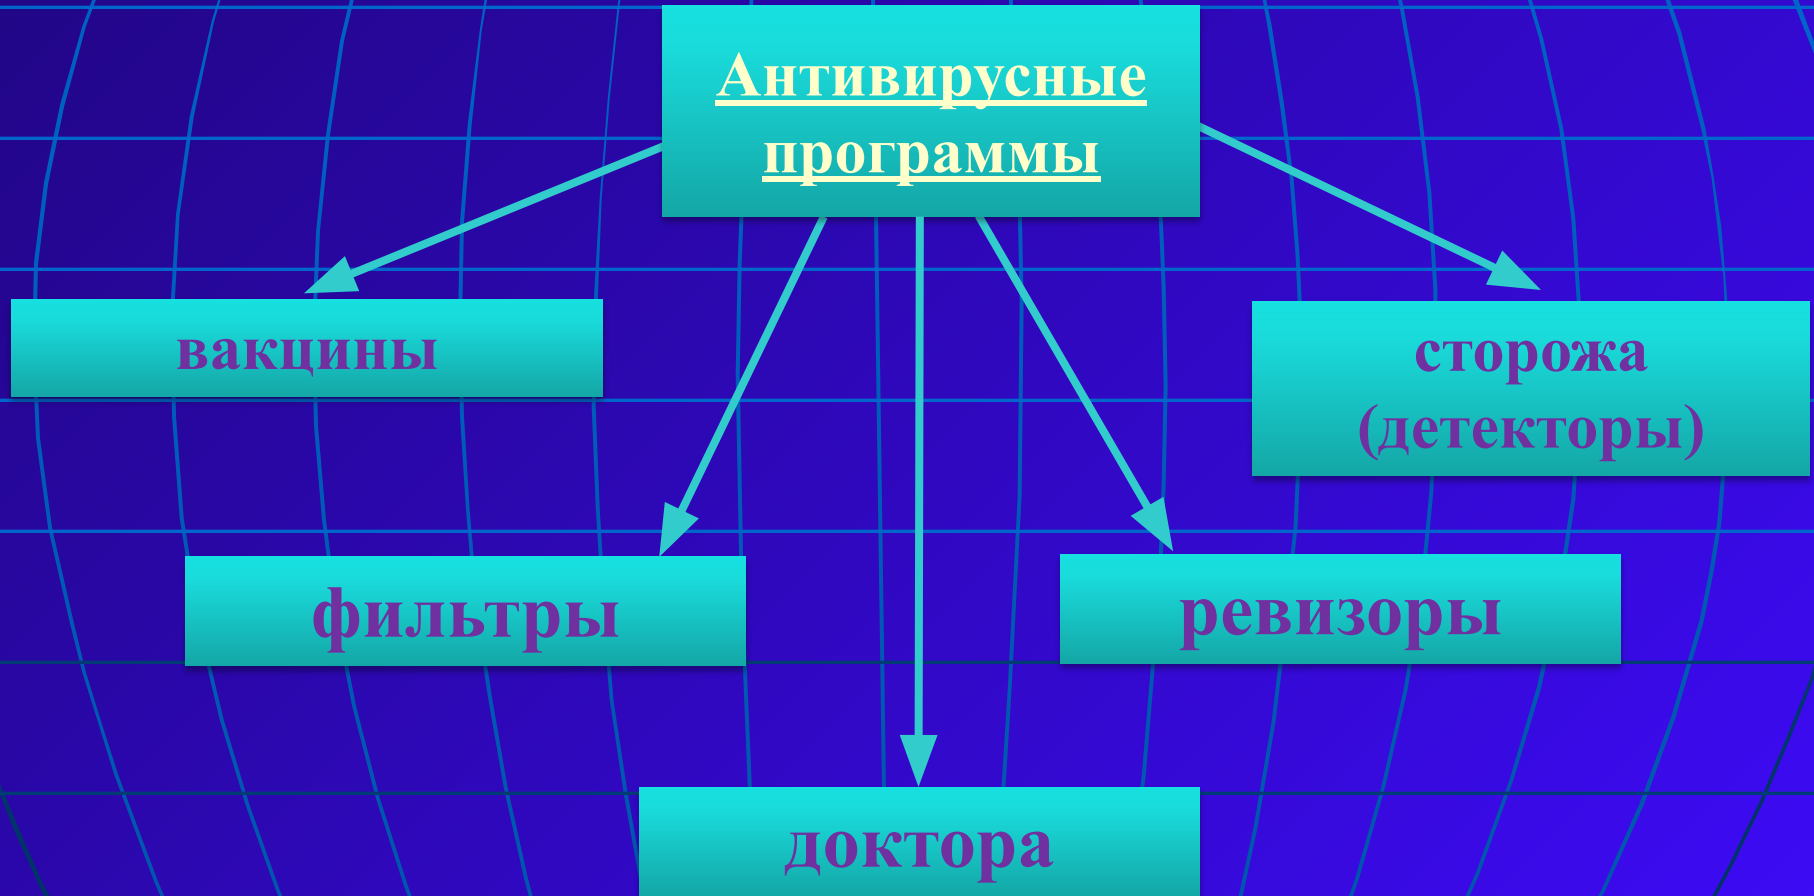 Антивирусные
программы
вакцины
сторожа
(детекторы)
фильтры
ревизоры
доктора